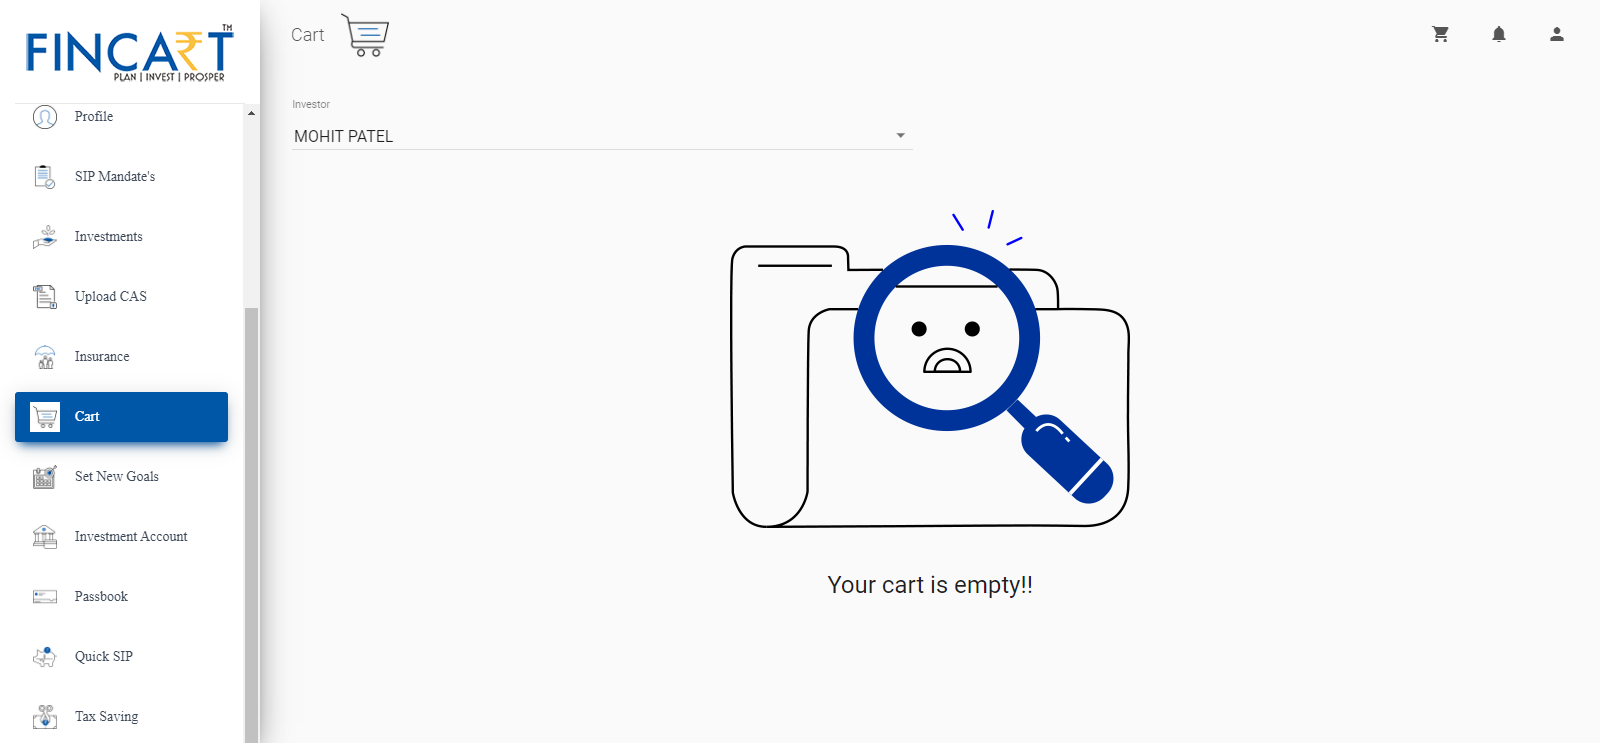 FINCART™
PLAN | INVEST | PROSPER
Profile
SIP Mandate's
Investments
Upload CAS
Insurance
Cart
Set New Goals
Investment Account
Passbook
Quick SIP
Tax Saving
Cart
Investor
MOHIT PATEL
Your cart is empty!!